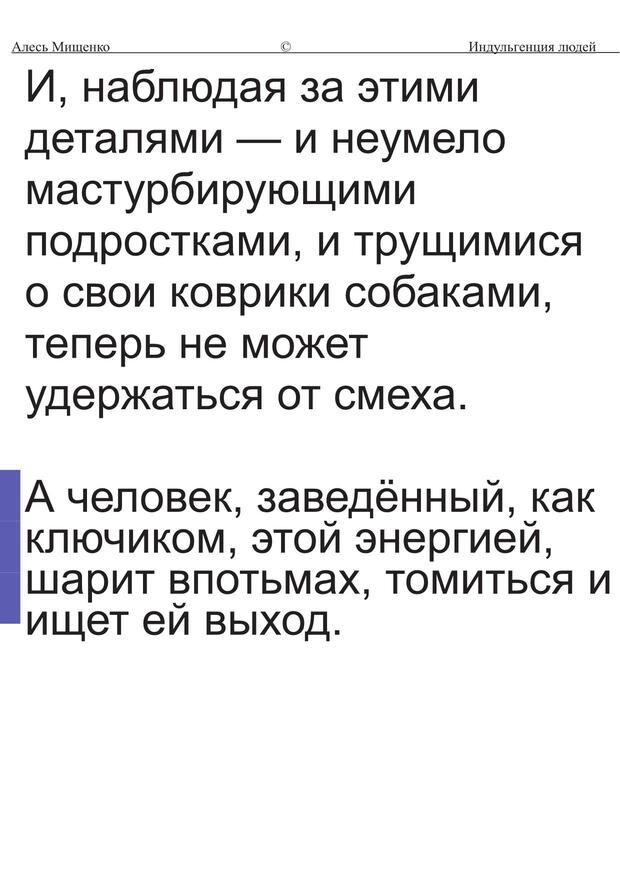 Алесь Мищенко © Индульгенция людей
И, наблюдая за этими
деталями — и неумело
мастурбирующими
подростками, и трущимися
о свои коврики собаками,
теперь не может
удержаться от смеха.
А человек, заведённый, как
ключиком, этой энергией,
шарит впотьмах, томиться и
ищет ей выход.